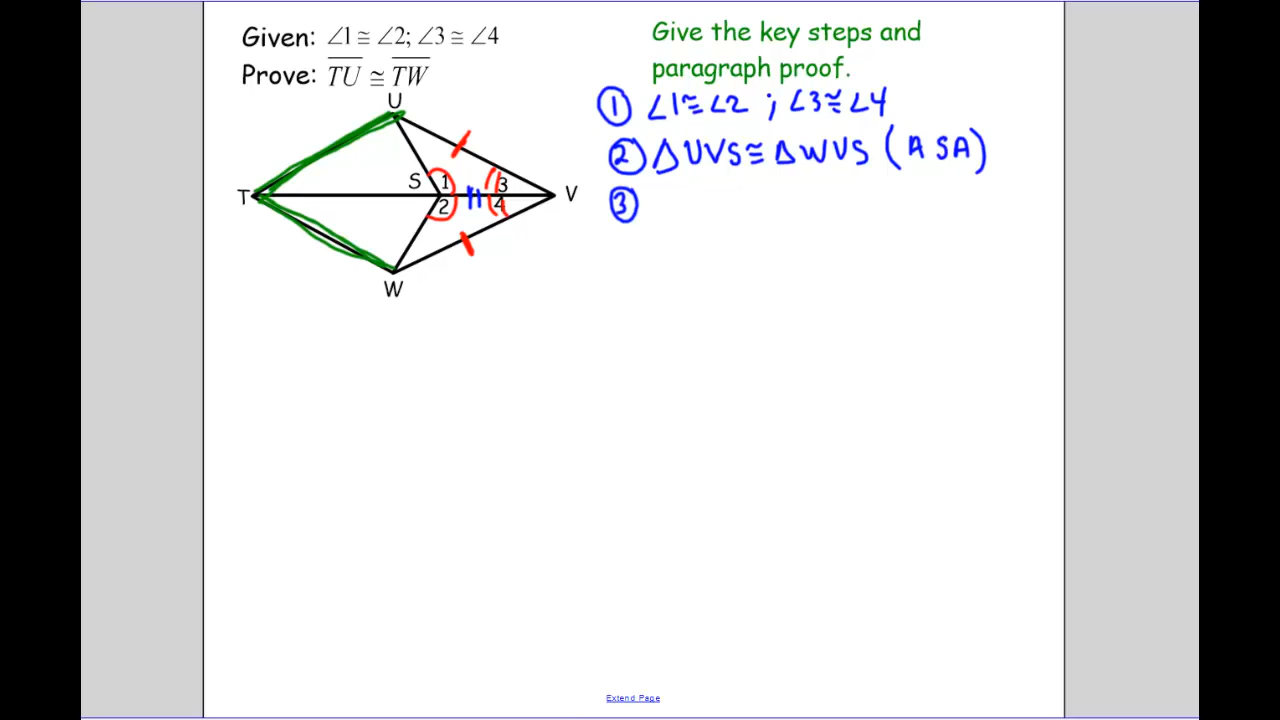 Given: ∠1 ≅ ∠2; ∠3 ≅ ∠4
Prove: TU ≅ TW
Give the key steps and
paragraph proof.
① ∠1 ≅ ∠2 ; ∠3 ≅ ∠4
② △UVS ≅ △WVS (ASA)
③
U
S 1 3
T V
2 4
W
Extend Page